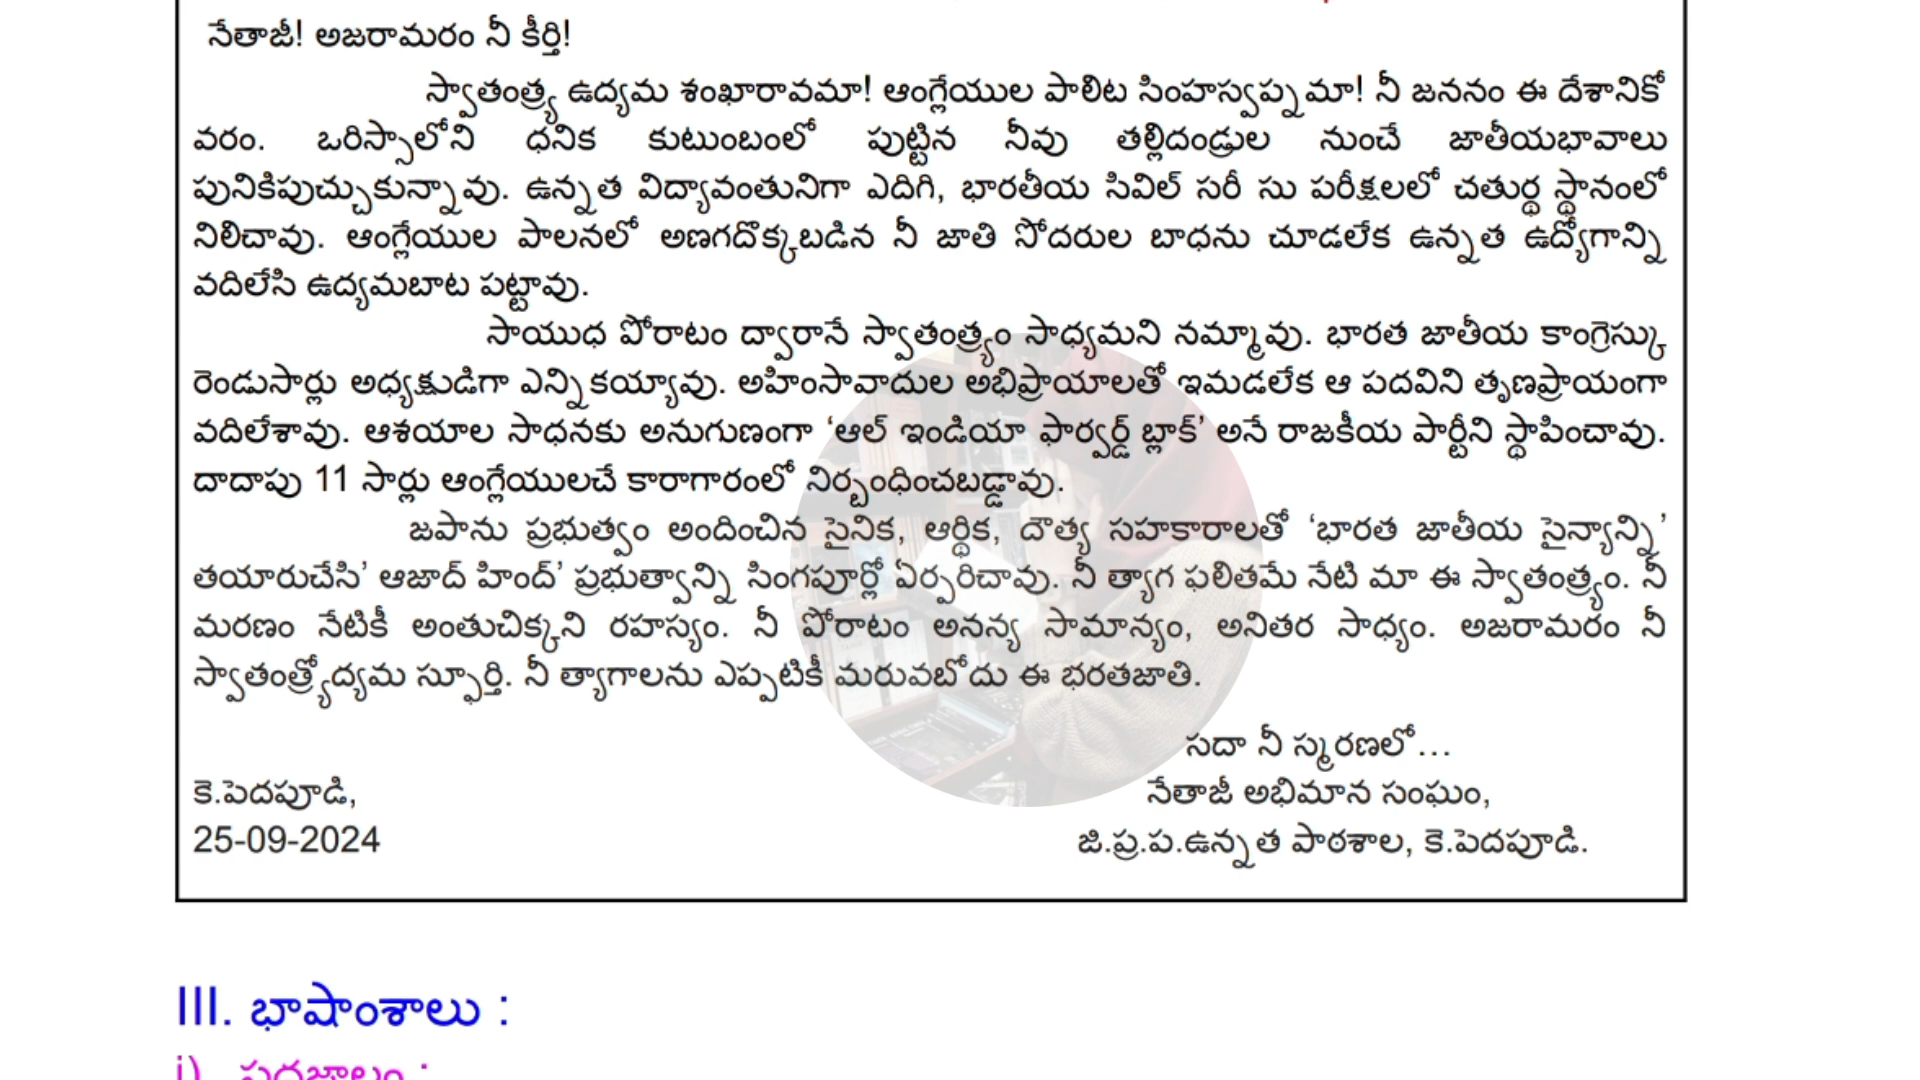 నేతాజీ! అజరామరం నీ కీర్తి!
స్వాతంత్ర్య ఉద్యమ శంఖారావమా! ఆంగ్లేయుల పాలిట సింహస్వప్నమా! నీ జననం ఈ దేశానికో
వరం. ఒరిస్సాలోని ధనిక కుటుంబంలో పుట్టిన నీవు తల్లిదండ్రుల నుంచే జాతీయభావాలు
పునికిపుచ్చుకున్నావు. ఉన్నత విద్యావంతునిగా ఎదిగి, భారతీయ సివిల్ సరీ సు పరీక్షలలో చతుర్థ స్థానంలో
నిలిచావు. ఆంగ్లేయుల పాలనలో అణగదొక్కబడిన నీ జాతి సోదరుల బాధను చూడలేక ఉన్నత ఉద్యోగాన్ని
వదిలేసి ఉద్యమబాట పట్టావు.
సాయుధ పోరాటం ద్వారానే స్వాతంత్ర్యం సాధ్యమని నమ్మావు. భారత జాతీయ కాంగ్రెస్కు
రెండుసార్లు అధ్యక్షుడిగా ఎన్నికయ్యావు. అహింసావాదుల అభిప్రాయాలతో ఇమడలేక ఆ పదవిని తృణప్రాయంగా
వదిలేశావు. ఆశయాల సాధనకు అనుగుణంగా ‘ఆల్ ఇండియా ఫార్వర్డ్ బ్లాక్’ అనే రాజకీయ పార్టీని స్థాపించావు.
దాదాపు 11 సార్లు ఆంగ్లేయులచే కారాగారంలో నిర్బంధించబడ్డావు.
జపాను ప్రభుత్వం అందించిన సైనిక, ఆర్థిక, దౌత్య సహకారాలతో ‘భారత జాతీయ సైన్యాన్ని’
తయారుచేసి’ ఆజాద్ హింద్’ ప్రభుత్వాన్ని సింగపూర్లో ఏర్పరిచావు. నీ త్యాగ ఫలితమే నేటి మా ఈ స్వాతంత్ర్యం. నీ
మరణం నేటికీ అంతుచిక్కని రహస్యం. నీ పోరాటం అనన్య సామాన్యం, అనితర సాధ్యం. అజరామరం నీ
స్వాతంత్ర్యోద్యమ స్ఫూర్తి. నీ త్యాగాలను ఎప్పటికీ మరువబోదు ఈ భరతజాతి.
సదా నీ స్మరణలో...
కె.పెదపూడి, నేతాజీ అభిమాన సంఘం,
25-09-2024 జి.ప్ర.ప.ఉన్నత పాఠశాల, కె.పెదపూడి.
III. భాషాంశాలు :
i) పదజాలం :